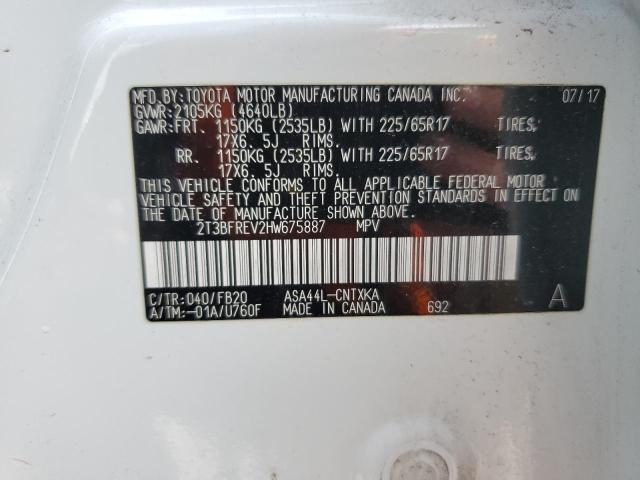 MFD.BY:TOYOTA MOTOR MANUFACTURING CANADA INC. 07/17
GVWR:2105KG (4640LB)
GAWR:FRT. 1150KG (2535LB) WITH 225/65R17 TIRES,
17X6. 5J RIMS.
RR. 1150KG (2535LB) WITH 225/65R17 TIRES,
17X6. 5J RIMS.
THIS VEHICLE CONFORMS TO ALL APPLICABLE FEDERAL MOTOR
VEHICLE SAFETY AND THEFT PREVENTION STANDARDS IN EFFECT ON
THE DATE OF MANUFACTURE SHOWN ABOVE.
2T3BFREV2HW675887 MPV
C/TR:040/FB20 ASA44L-CNTXKA
A/TM:-01A/U760F MADE IN CANADA 692 A